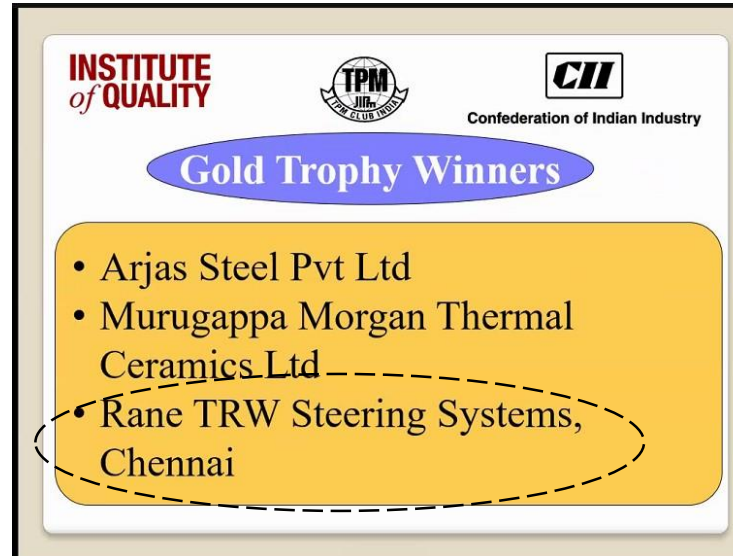 INSTITUTE
of QUALITY
TPM
JIPM
TPM CLUB INDIA
CII
Confederation of Indian Industry
Gold Trophy Winners
• Arjas Steel Pvt Ltd
• Murugappa Morgan Thermal
Ceramics Ltd
• Rane TRW Steering Systems,
Chennai